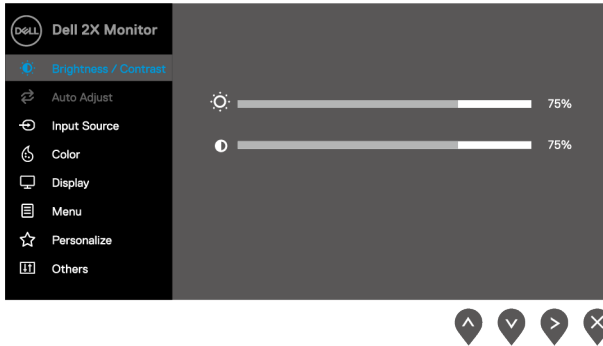 DELL
Dell 2X Monitor
Brightness / Contrast
Auto Adjust
Input Source
Color
Display
Menu
Personalize
Others
75%
75%